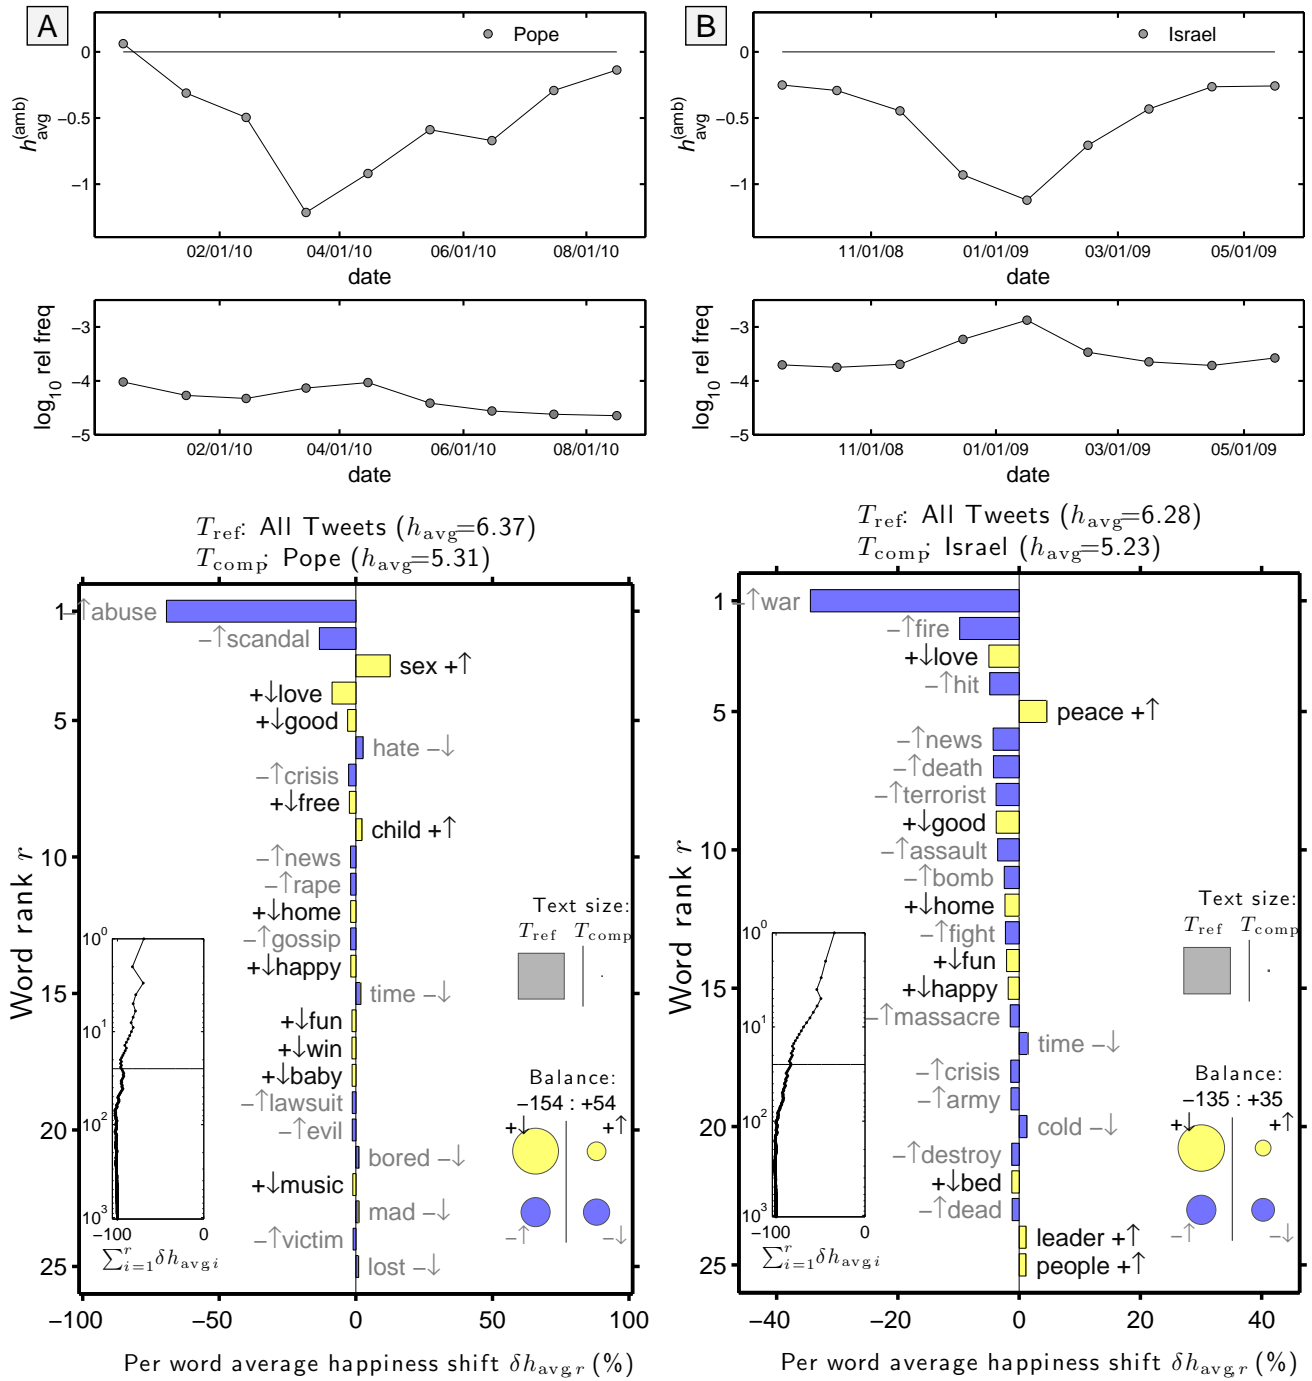 A
Pope
0
−0.5
−1
h_avg^(amb)
02/01/10 04/01/10 06/01/10 08/01/10
date
−3
−4
−5
log10 rel freq
02/01/10 04/01/10 06/01/10 08/01/10
date
T_ref: All Tweets (h_avg=6.37)
T_comp: Pope (h_avg=5.31)
1
5
10
15
20
25
Word rank r
−↑abuse
−↑scandal
sex +↑
+↓love
+↓good
hate −↓
−↑crisis
+↓free
child +↑
−↑news
−↑rape
+↓home
−↑gossip
+↓happy
time −↓
+↓fun
+↓win
+↓baby
−↑lawsuit
−↑evil
bored −↓
+↓music
mad −↓
−↑victim
lost −↓
Text size:
T_ref T_comp
Balance:
−154 : +54
+↓ +↑
−↑ −↓
10^0
10^1
10^2
10^3
-100 0
∑_{i=1}^{r} δh_avg,i
−100 −50 0 50 100
Per word average happiness shift δh_avg,r (%)
B
Israel
0
−0.5
−1
h_avg^(amb)
11/01/08 01/01/09 03/01/09 05/01/09
date
−3
−4
−5
log10 rel freq
11/01/08 01/01/09 03/01/09 05/01/09
date
T_ref: All Tweets (h_avg=6.28)
T_comp: Israel (h_avg=5.23)
1
5
10
15
20
25
Word rank r
−↑war
−↑fire
+↓love
−↑hit
peace +↑
−↑news
−↑death
−↑terrorist
+↓good
−↑assault
−↑bomb
+↓home
−↑fight
+↓fun
+↓happy
−↑massacre
time −↓
−↑crisis
−↑army
cold −↓
−↑destroy
+↓bed
−↑dead
leader +↑
people +↑
Text size:
T_ref T_comp
Balance:
−135 : +35
+↓ +↑
−↑ −↓
10^0
10^1
10^2
10^3
-100 0
∑_{i=1}^{r} δh_avg,i
−40 −20 0 20 40
Per word average happiness shift δh_avg,r (%)